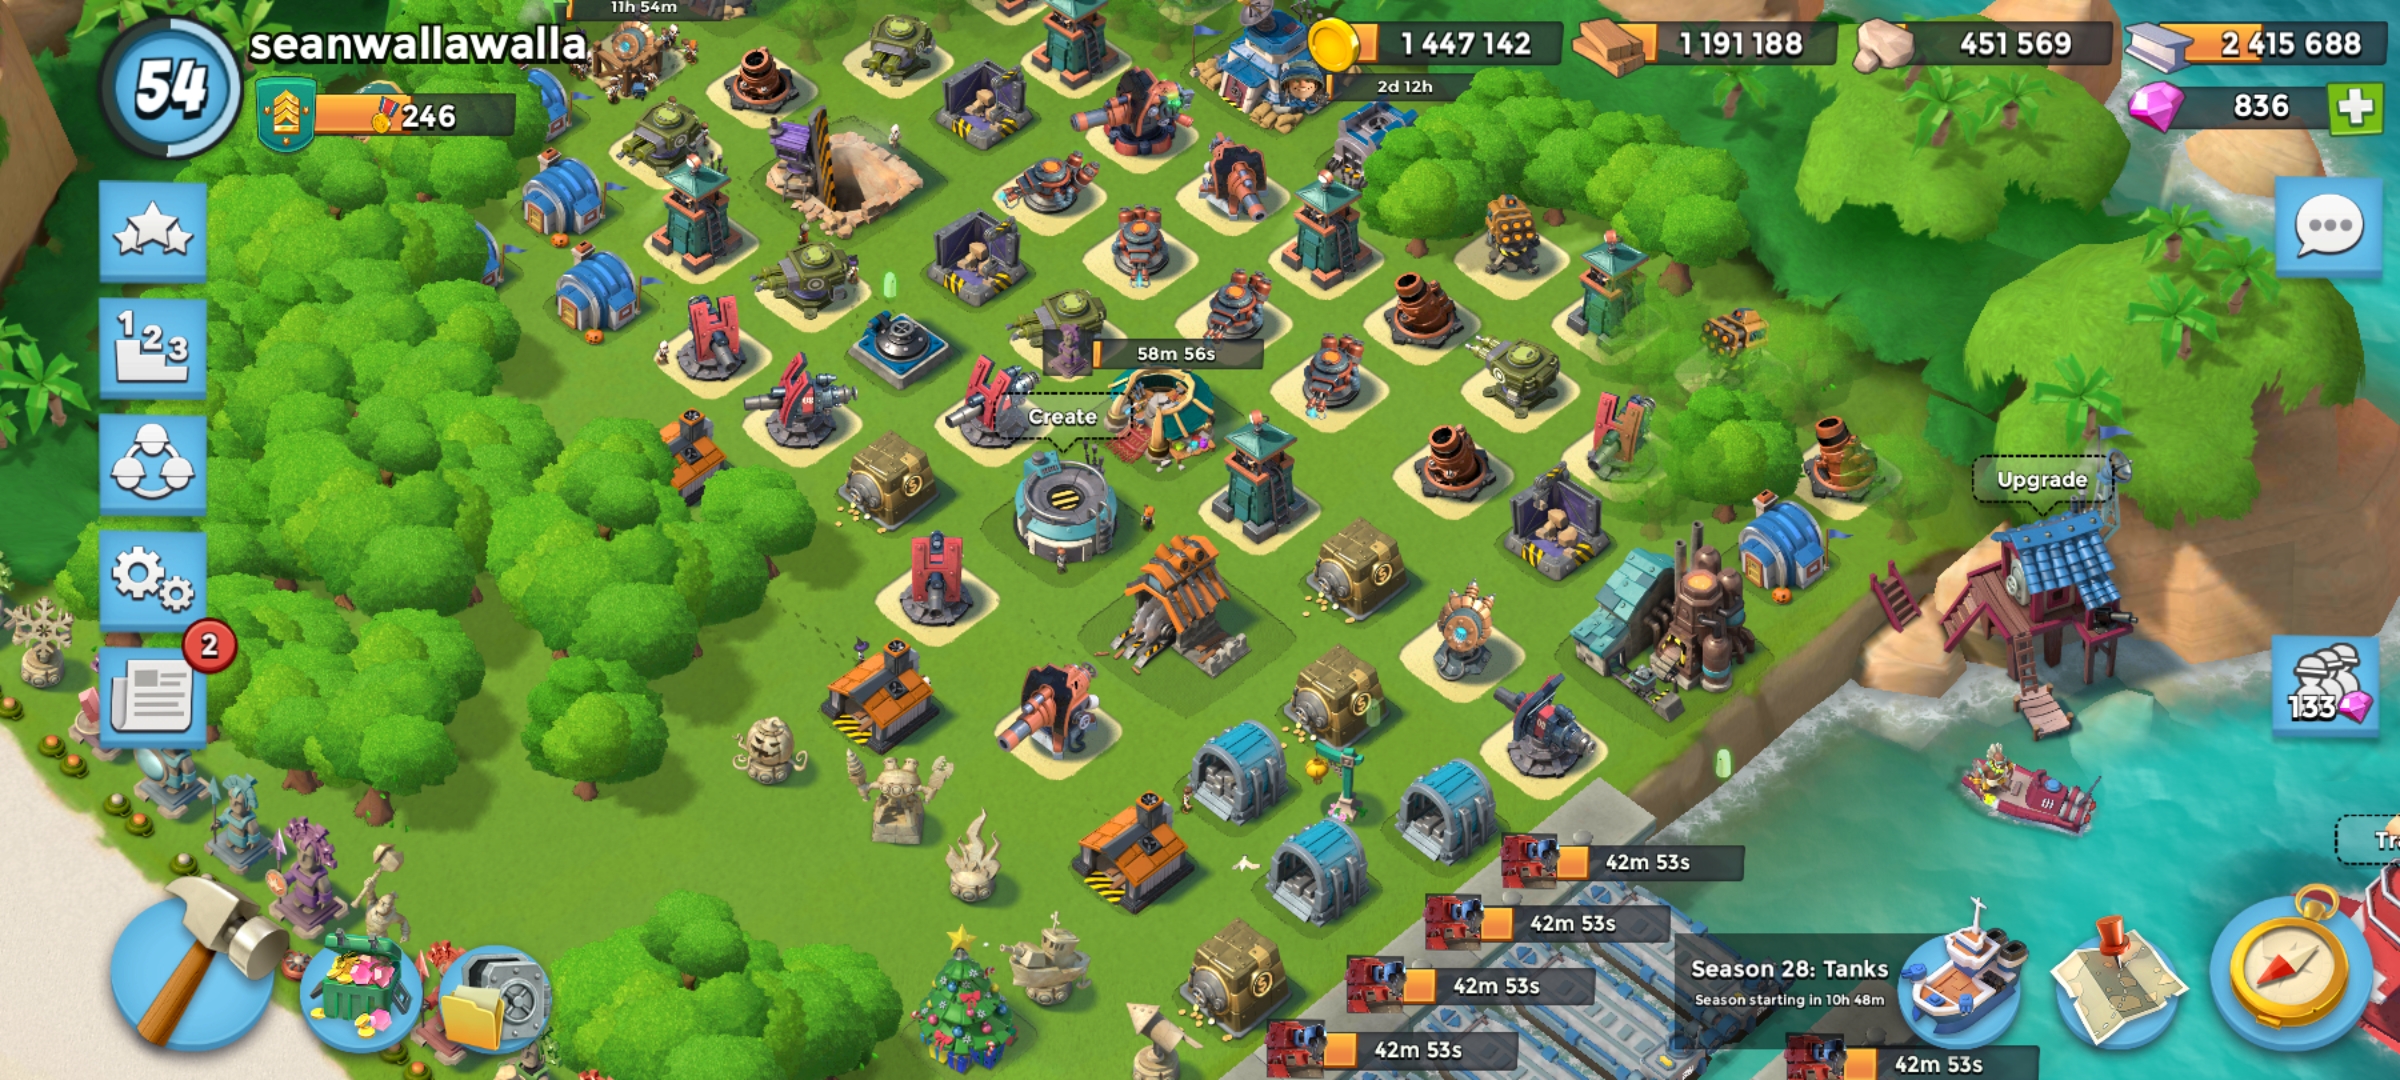 11h 54m
54
seanwallawalla
246
1 447 142
1 191 188
451 569
2 415 688
2d 12h
836
123
58m 56s
Create
Upgrade
2
133
42m 53s
42m 53s
42m 53s
42m 53s
42m 53s
Season 28: Tanks
Season starting in 10h 48m